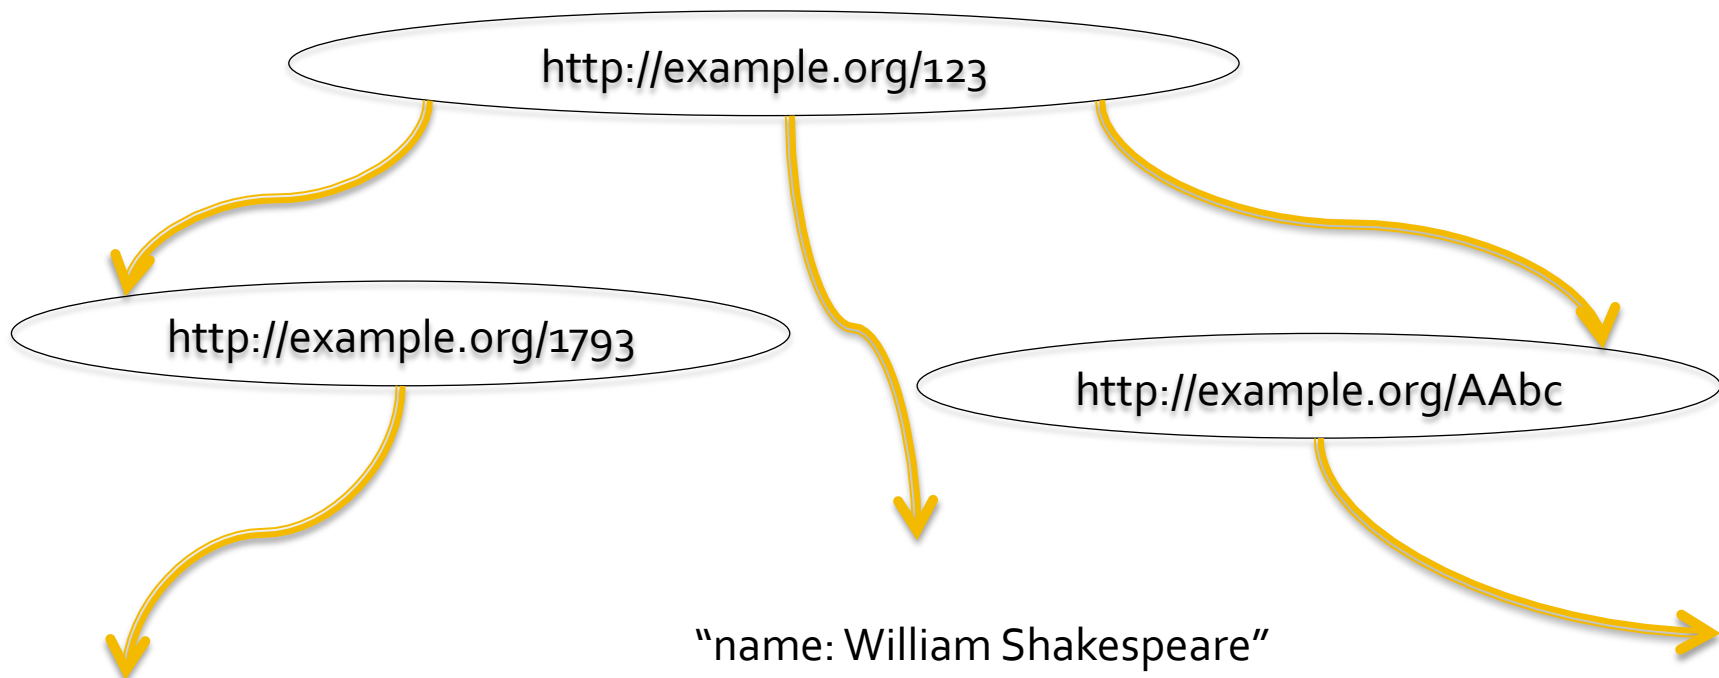 http://example.org/123
http://example.org/1793
http://example.org/AAbc
“name: William Shakespeare”